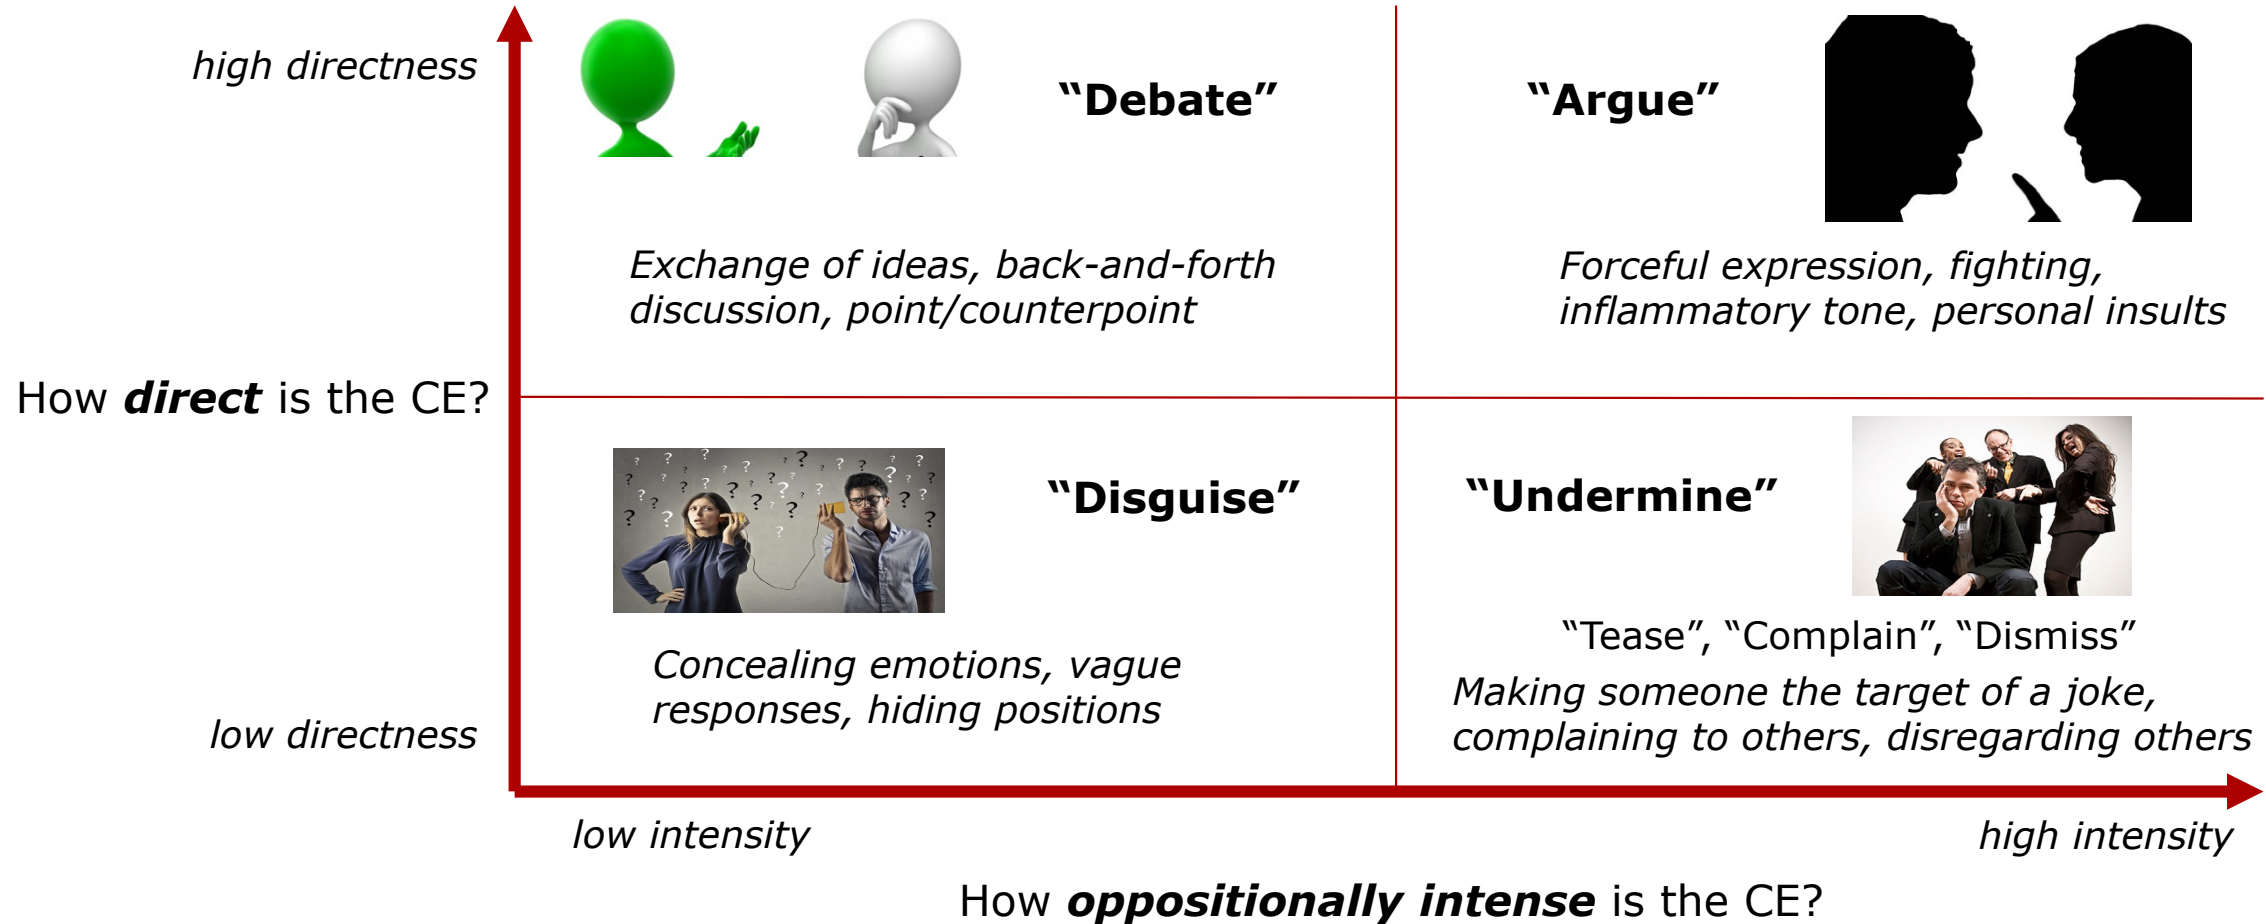 high directness
“Debate”
“Argue”
Exchange of ideas, back-and-forth
discussion, point/counterpoint
Forceful expression, fighting,
inflammatory tone, personal insults
How direct is the CE?
“Disguise”
“Undermine”
“Tease”, “Complain”, “Dismiss”
Concealing emotions, vague
responses, hiding positions
Making someone the target of a joke,
complaining to others, disregarding others
low directness
low intensity
high intensity
How oppositionally intense is the CE?